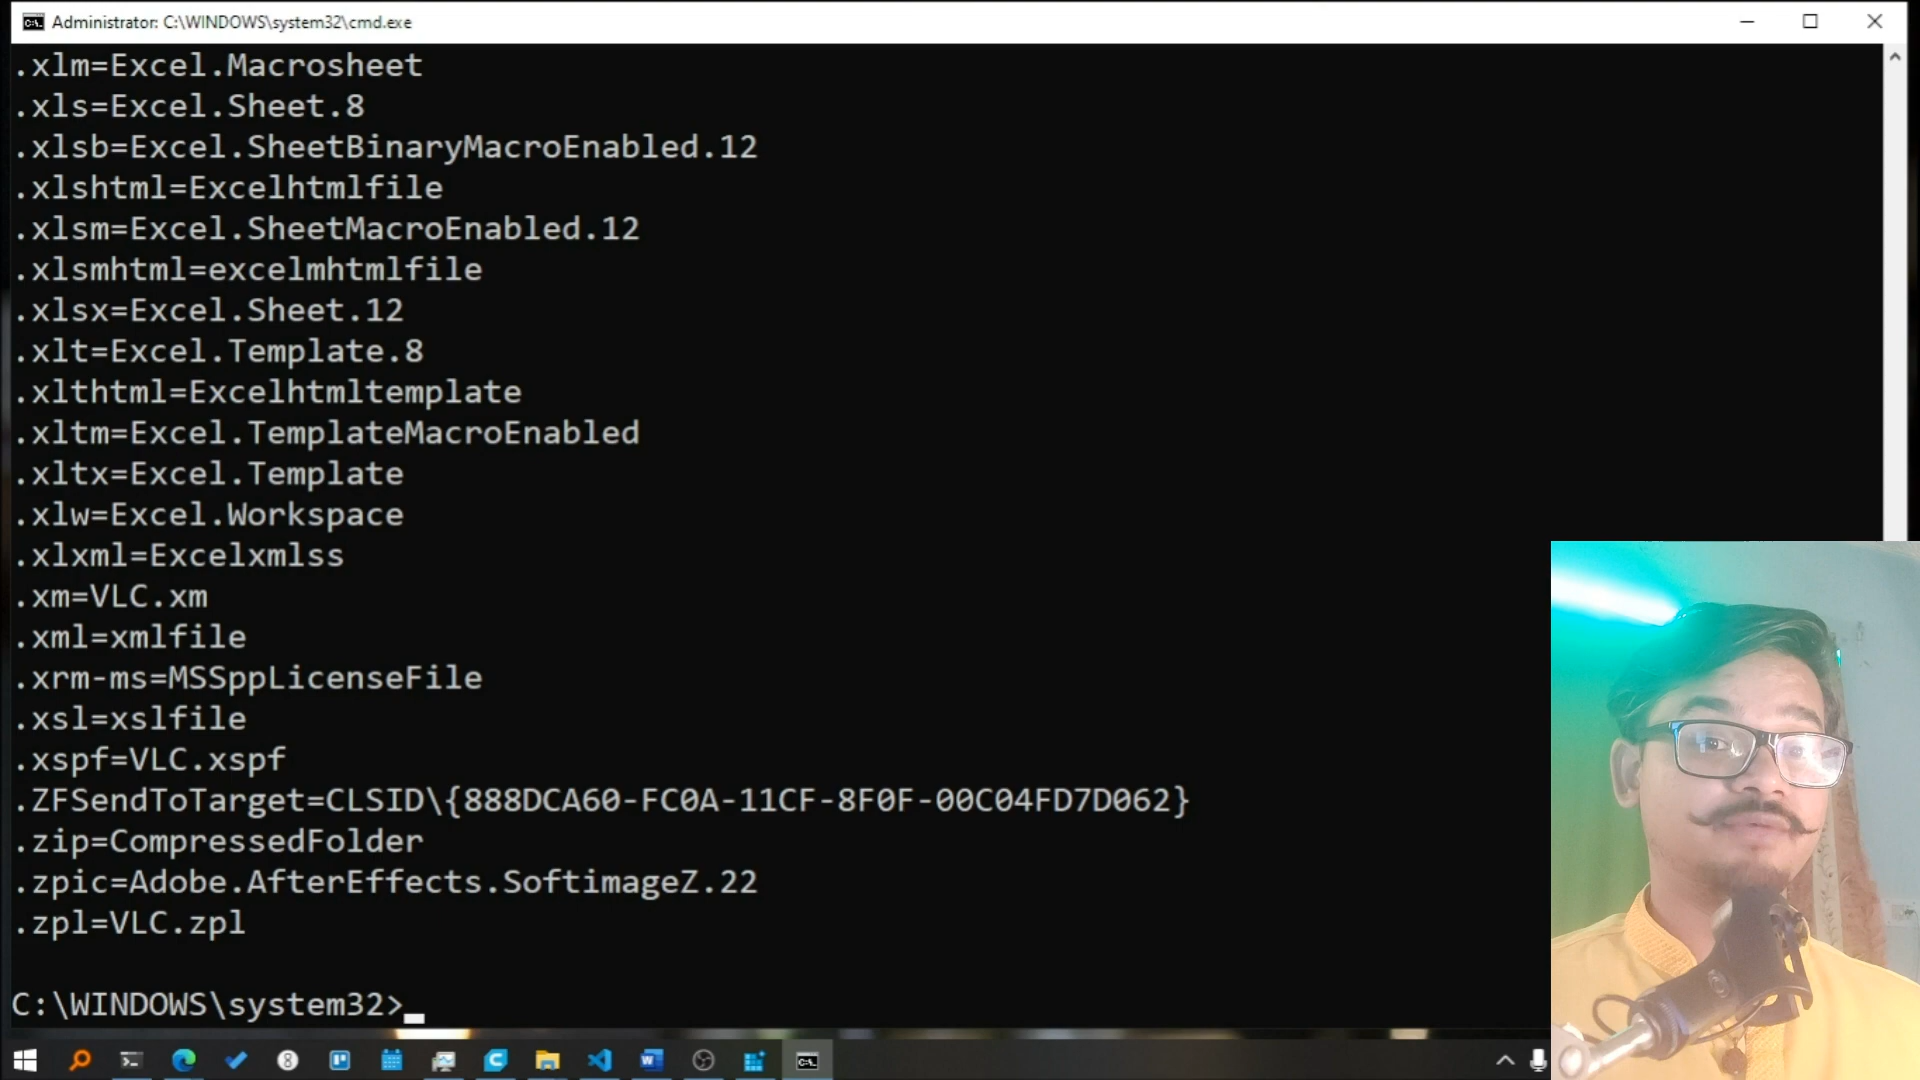 Administrator: C:\WINDOWS\system32\cmd.exe
.xlm=Excel.Macrosheet
.xls=Excel.Sheet.8
.xlsb=Excel.SheetBinaryMacroEnabled.12
.xlshtml=Excelhtmlfile
.xlsm=Excel.SheetMacroEnabled.12
.xlsmhtml=excelmhtmlfile
.xlsx=Excel.Sheet.12
.xlt=Excel.Template.8
.xlthtml=Excelhtmltemplate
.xltm=Excel.TemplateMacroEnabled
.xltx=Excel.Template
.xlw=Excel.Workspace
.xlxml=Excelxmlss
.xm=VLC.xm
.xml=xmlfile
.xrm-ms=MSSppLicenseFile
.xsl=xslfile
.xspf=VLC.xspf
.ZFSendToTarget=CLSID\{888DCA60-FC0A-11CF-8F0F-00C04FD7D062}
.zip=CompressedFolder
.zpic=Adobe.AfterEffects.SoftimageZ.22
.zpl=VLC.zpl
C:\WINDOWS\system32>